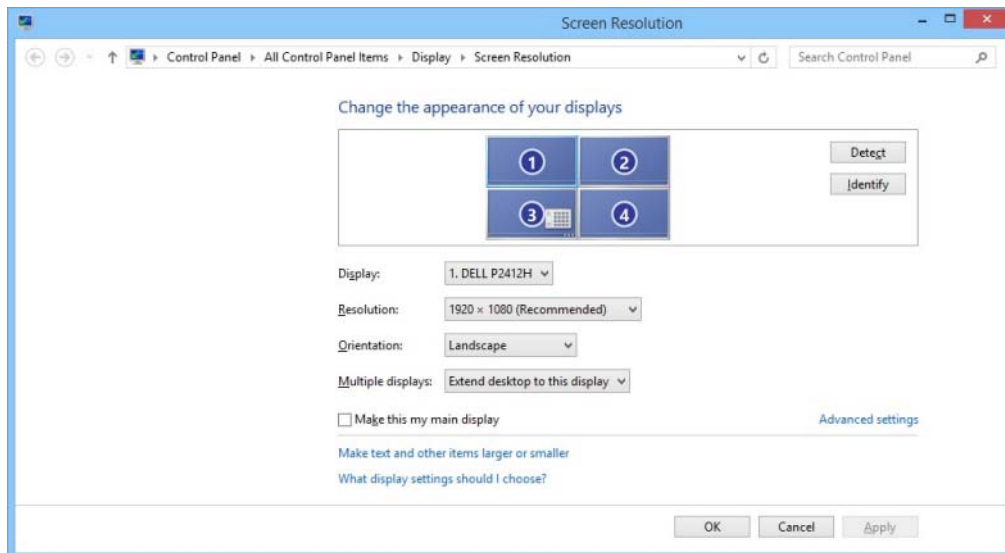 Screen Resolution
Control Panel All Control Panel Items Display Screen Resolution Search Control Panel
Change the appearance of your displays
1 2 Detect
Identify
3 4
Display: 1. DELL P2412H
Resolution: 1920 × 1080 (Recommended)
Orientation: Landscape
Multiple displays: Extend desktop to this display
Make this my main display Advanced settings
Make text and other items larger or smaller
What display settings should I choose?
OK Cancel Apply